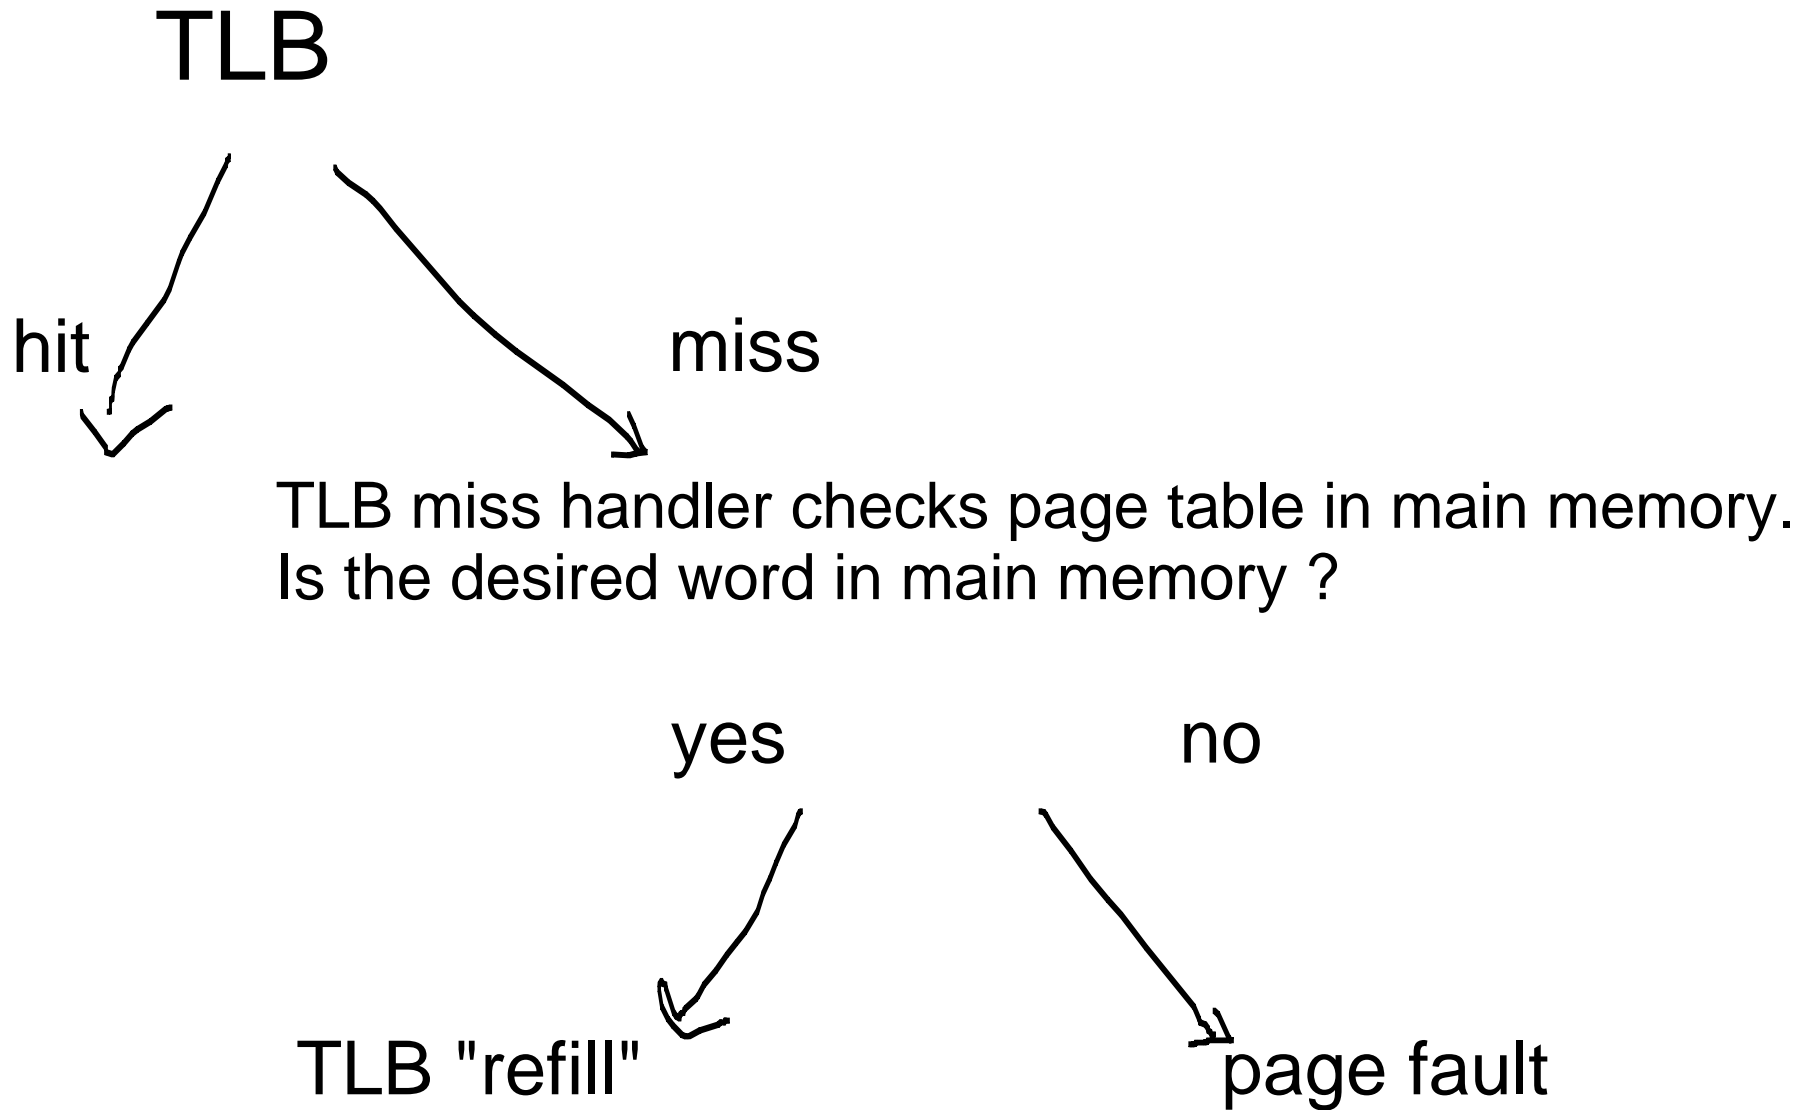 TLB
hit
miss
TLB miss handler checks page table in main memory.
Is the desired word in main memory ?
yes
no
TLB "refill"
page fault